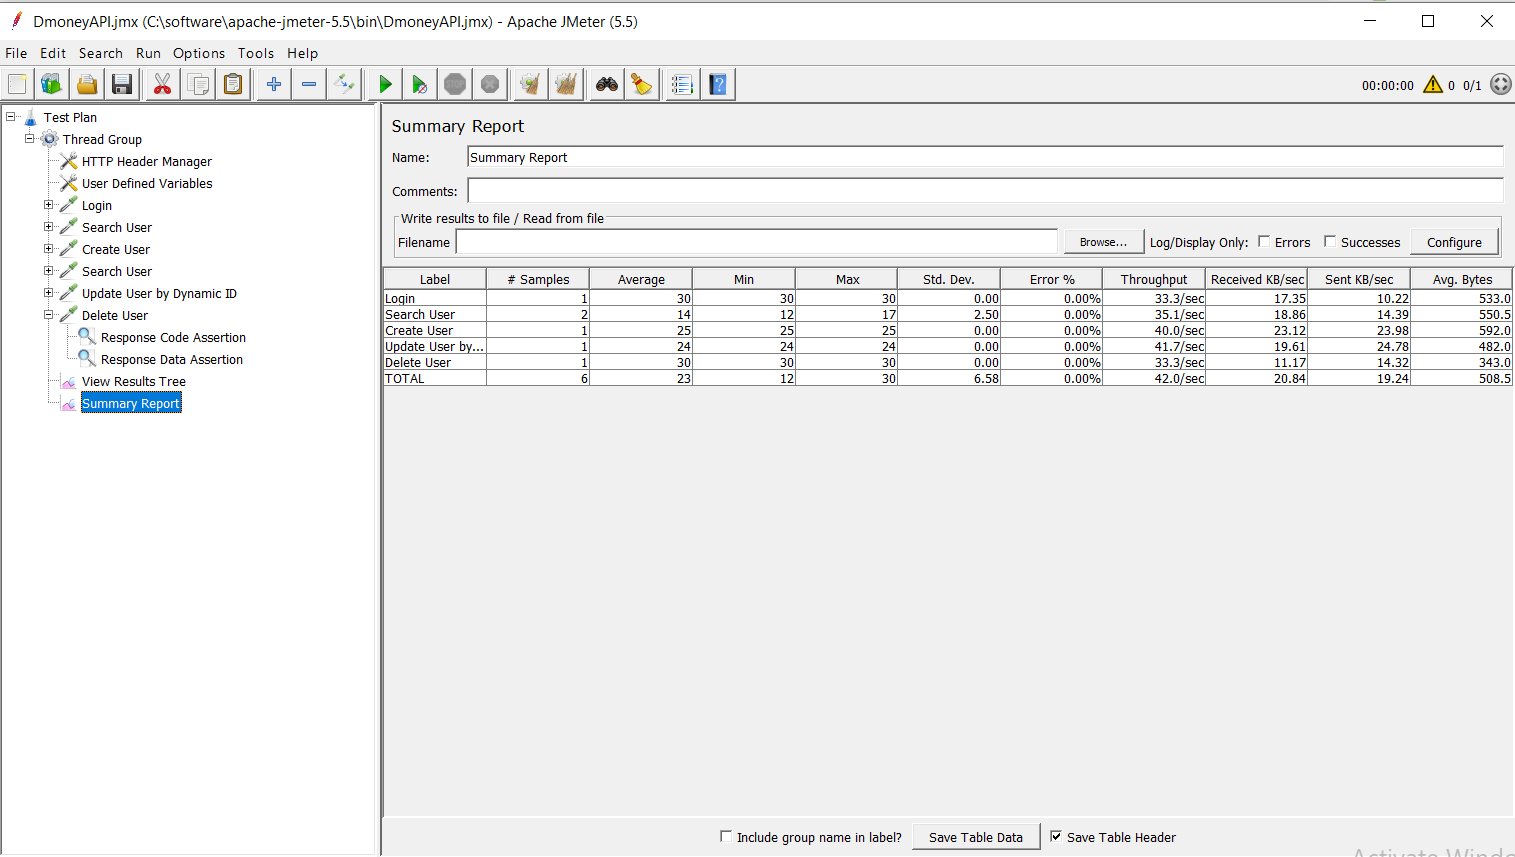 DmoneyAPI.jmx (C:\software\apache-jmeter-5.5\bin\DmoneyAPI.jmx) - Apache JMeter (5.5)
File Edit Search Run Options Tools Help
STOP 00:00:00 0 0/1
Test Plan
Thread Group
HTTP Header Manager
User Defined Variables
Login
Search User
Create User
Search User
Update User by Dynamic ID
Delete User
Response Code Assertion
Response Data Assertion
View Results Tree
Summary Report
Summary Report
Name: Summary Report
Comments:
Write results to file / Read from file
Filename Browse... Log/Display Only: Errors Successes Configure
Label # Samples Average Min Max Std. Dev. Error % Throughput Received KB/sec Sent KB/sec Avg. Bytes
Login 1 30 30 30 0.00 0.00% 33.3/sec 17.35 10.22 533.0
Search User 2 14 12 17 2.50 0.00% 35.1/sec 18.86 14.39 550.5
Create User 1 25 25 25 0.00 0.00% 40.0/sec 23.12 23.98 592.0
Update User by... 1 24 24 24 0.00 0.00% 41.7/sec 19.61 24.78 482.0
Delete User 1 30 30 30 0.00 0.00% 33.3/sec 11.17 14.32 343.0
TOTAL 6 23 12 30 6.58 0.00% 42.0/sec 20.84 19.24 508.5
Include group name in label? Save Table Data Save Table Header